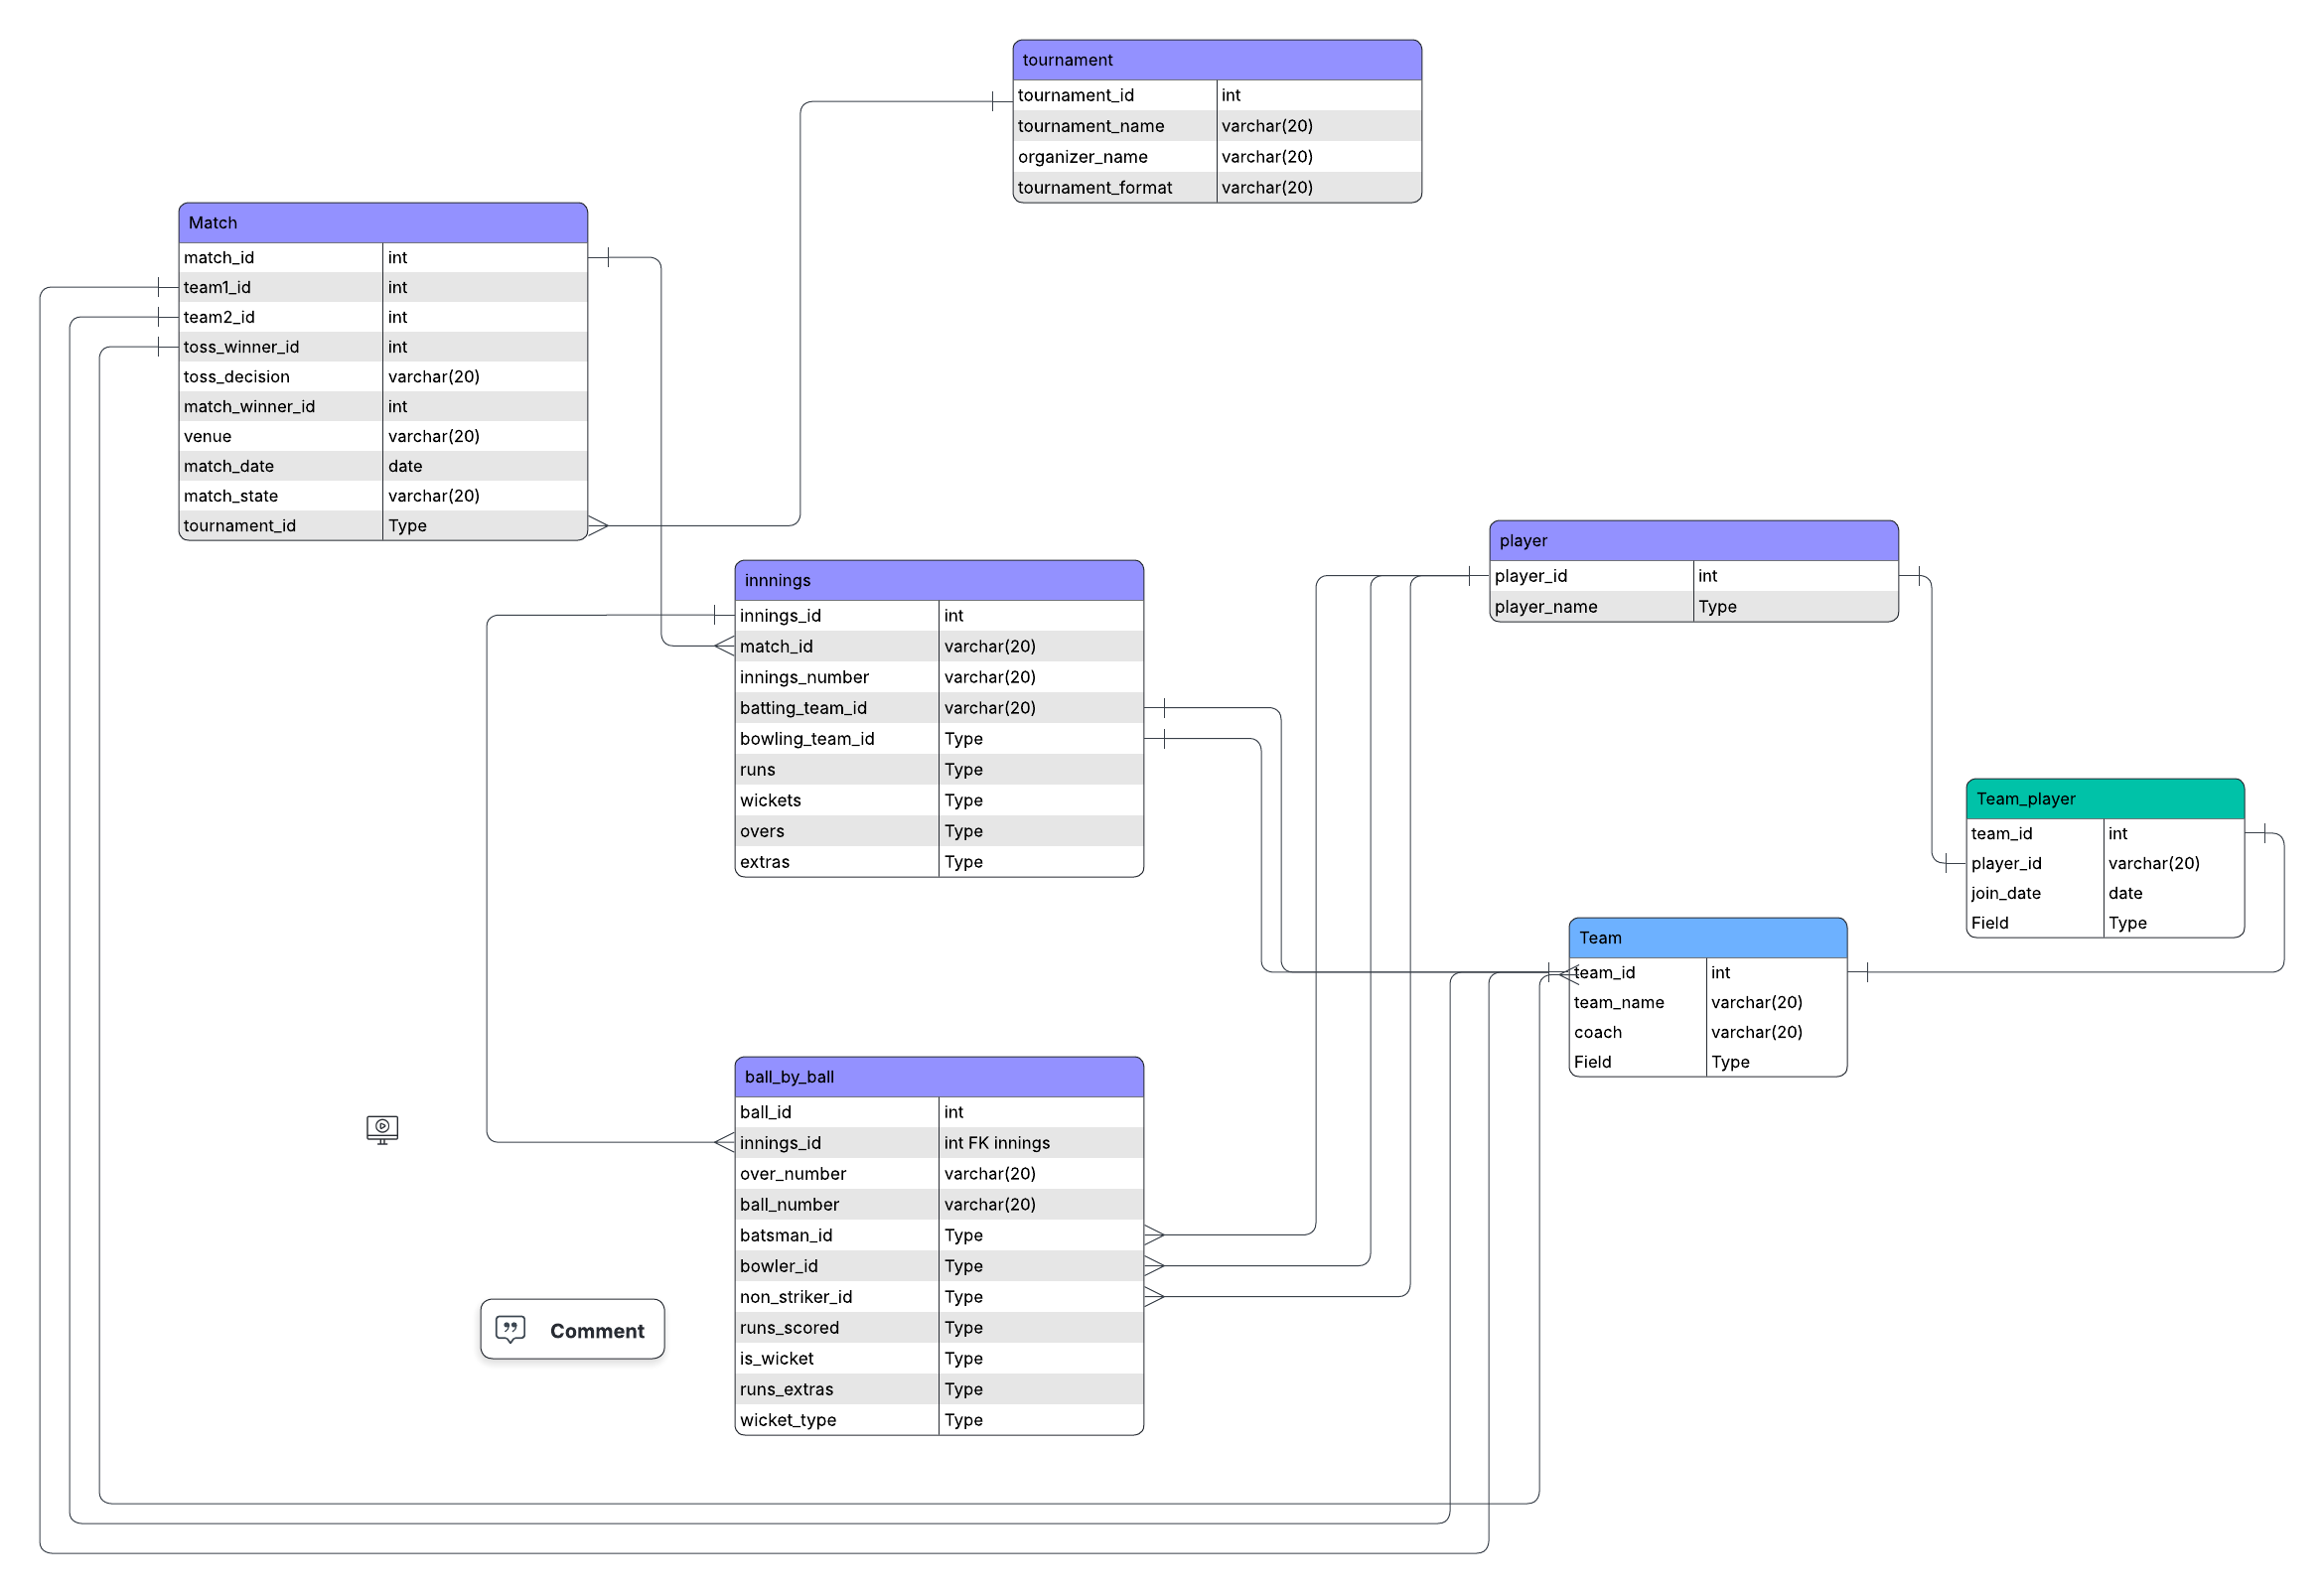 tournament
tournament_id int
tournament_name varchar(20)
organizer_name varchar(20)
tournament_format varchar(20)
Match
match_id int
team1_id int
team2_id int
toss_winner_id int
toss_decision varchar(20)
match_winner_id int
venue varchar(20)
match_date date
match_state varchar(20)
tournament_id Type
innnings
innings_id int
match_id varchar(20)
innings_number varchar(20)
batting_team_id varchar(20)
bowling_team_id Type
runs Type
wickets Type
overs Type
extras Type
player
player_id int
player_name Type
Team_player
team_id int
player_id varchar(20)
join_date date
Field Type
Team
team_id int
team_name varchar(20)
coach varchar(20)
Field Type
ball_by_ball
ball_id int
innings_id int FK innings
over_number varchar(20)
ball_number varchar(20)
batsman_id Type
bowler_id Type
non_striker_id Type
runs_scored Type
is_wicket Type
runs_extras Type
wicket_type Type
Comment